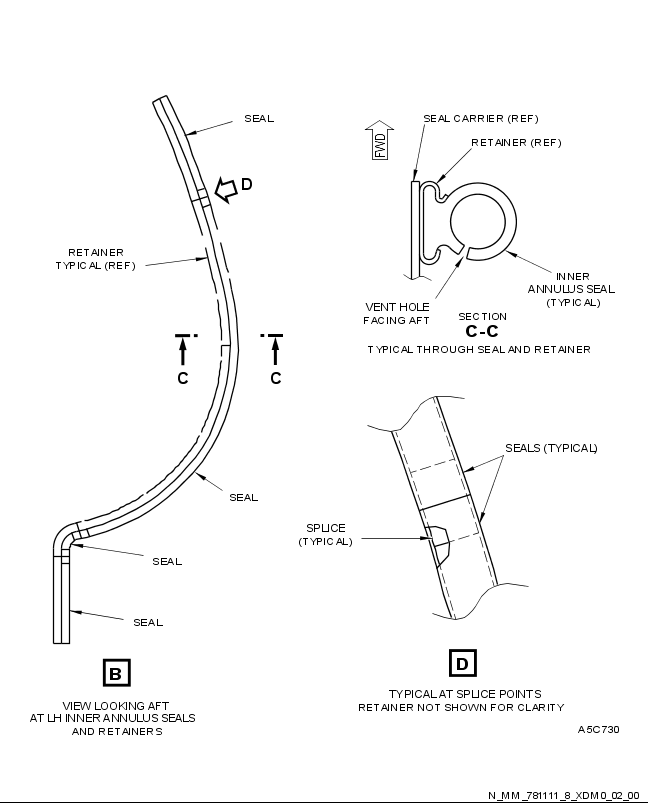 SEAL
D
RETAINER
TYPICAL (REF)
C
C
SEAL
SEAL
SEAL
B
VIEW LOOKING AFT
AT LH INNER ANNULUS SEALS
AND RETAINERS
FWD
SEAL CARRIER (REF)
RETAINER (REF)
INNER
ANNULUS SEAL
(TYPICAL)
VENT HOLE
FACING AFT
SECTION
C-C
TYPICAL THROUGH SEAL AND RETAINER
SEALS (TYPICAL)
SPLICE
(TYPICAL)
D
TYPICAL AT SPLICE POINTS
RETAINER NOT SHOWN FOR CLARITY
A5C730
N_MM_781111_8_XDM0_02_00